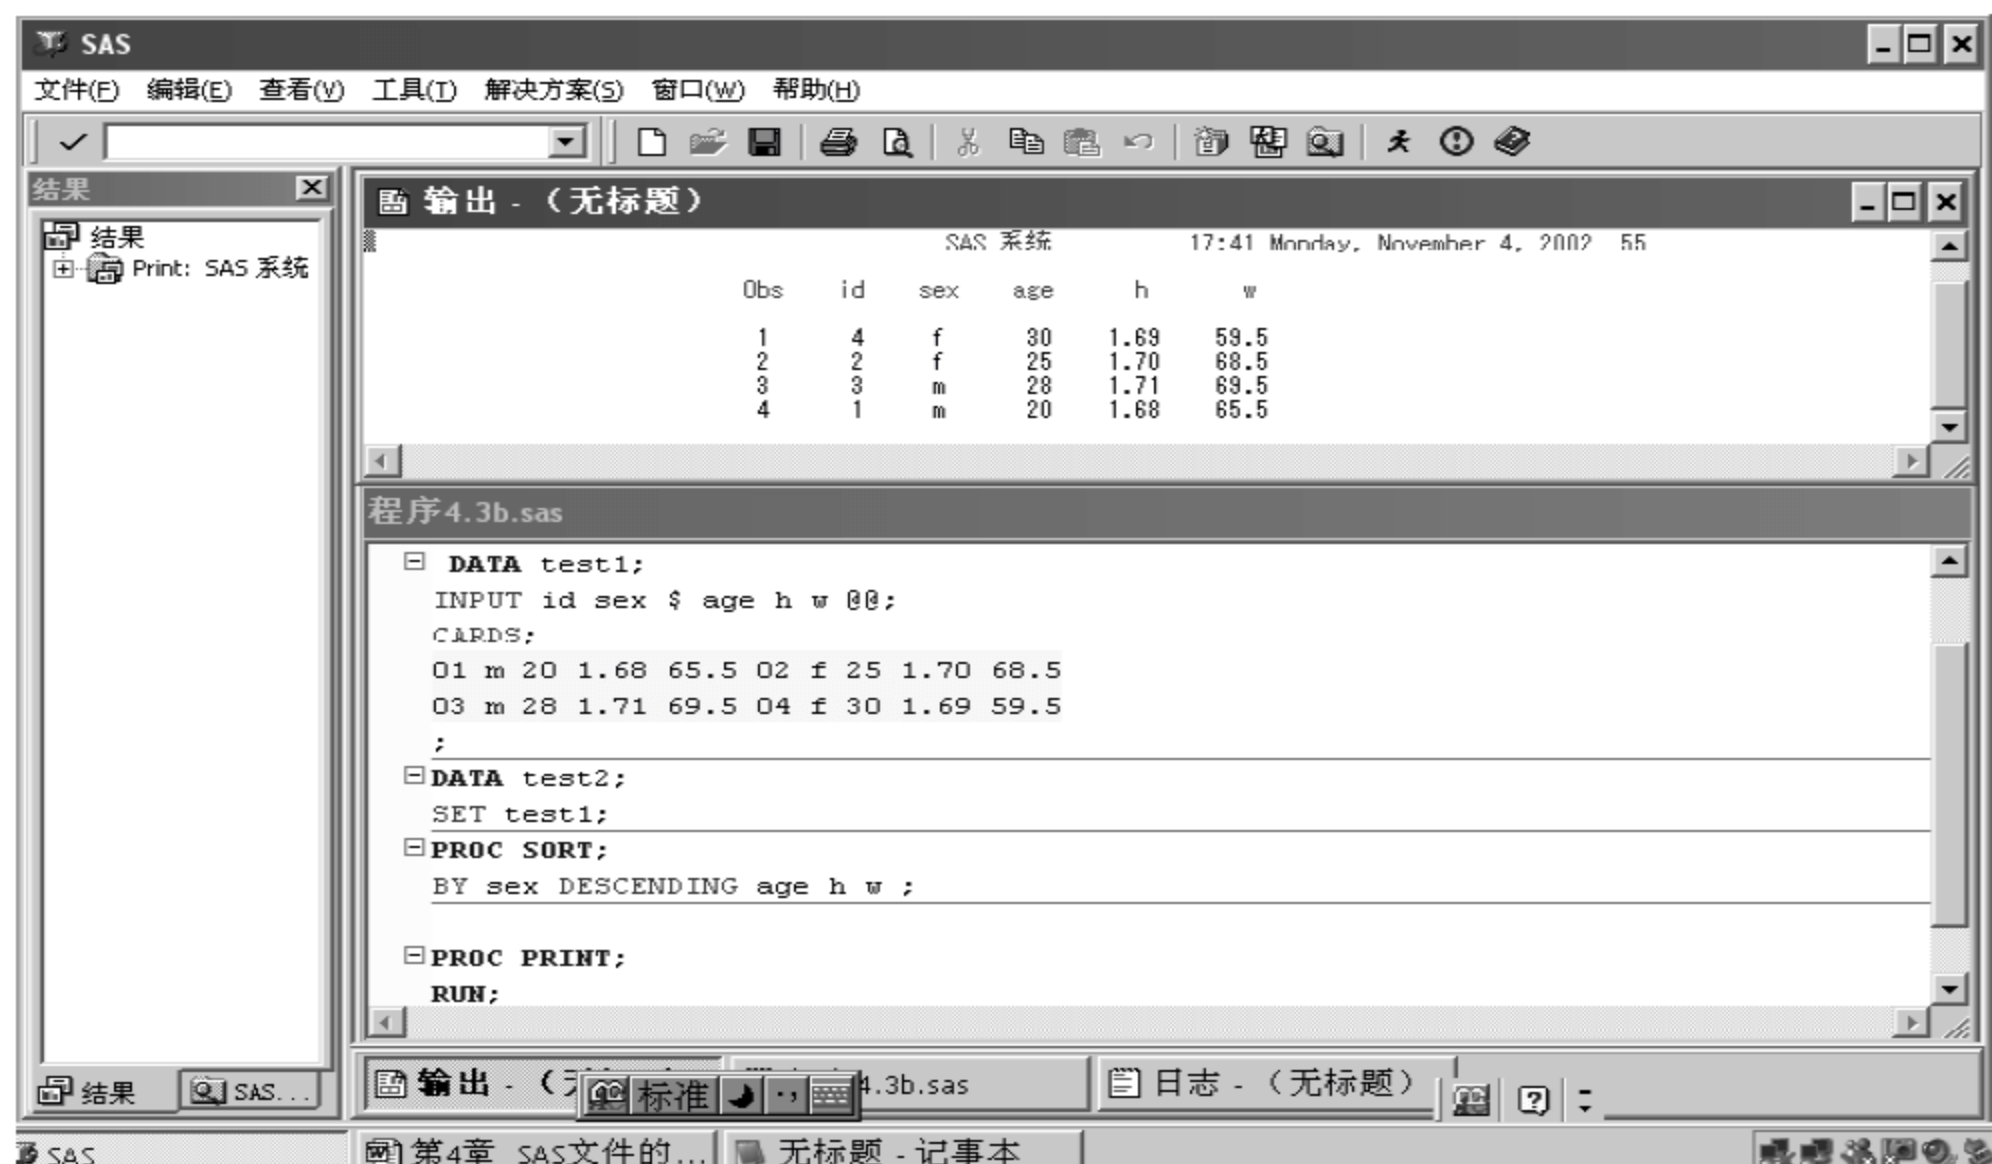 SAS
文件(F) 编辑(E) 查看(V) 工具(T) 解决方案(S) 窗口(W) 帮助(H)
结果
结果
Print: SAS 系统
输出 - (无标题)
SAS 系统 17:41 Monday, November 4, 2002 55
Obs id sex age h w
1 4 f 30 1.69 59.5
2 2 f 25 1.70 68.5
3 3 m 28 1.71 69.5
4 1 m 20 1.68 65.5
程序4.3b.sas
DATA test1;
INPUT id sex $ age h w @@;
CARDS;
01 m 20 1.68 65.5 02 f 25 1.70 68.5
03 m 28 1.71 69.5 04 f 30 1.69 59.5
;
DATA test2;
SET test1;
PROC SORT;
BY sex DESCENDING age h w ;
PROC PRINT;
RUN;
结果 SAS...
输出 - ( 标准 4.3b.sas 日志 - (无标题)
SAS 第4章 SAS文件的... 无标题 - 记事本